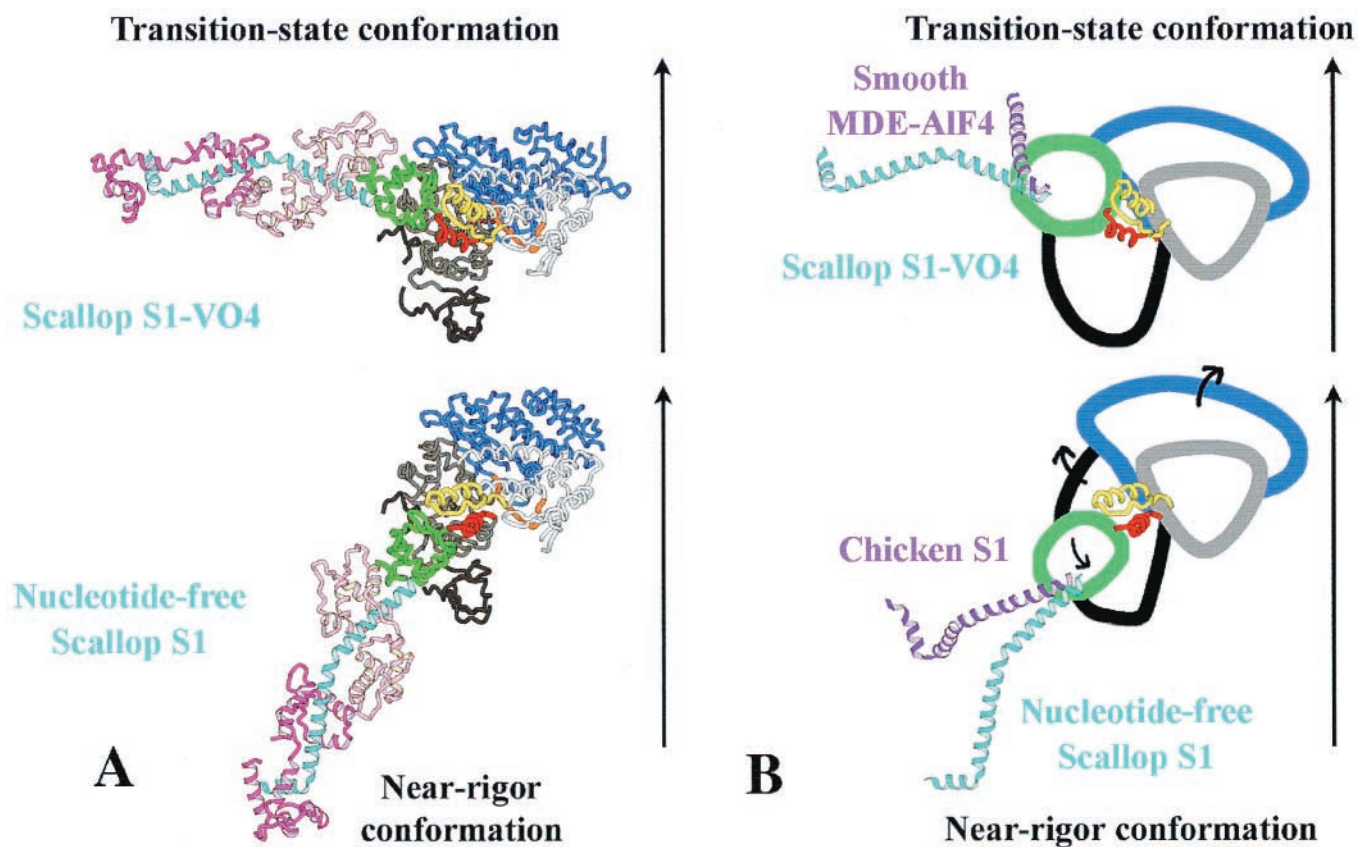 Transition-state conformation
Scallop S1-VO4
Nucleotide-free
Scallop S1
A
Near-rigor
conformation
Transition-state conformation
Smooth
MDE-AlF4
Scallop S1-VO4
Chicken S1
Nucleotide-free
Scallop S1
B
Near-rigor conformation